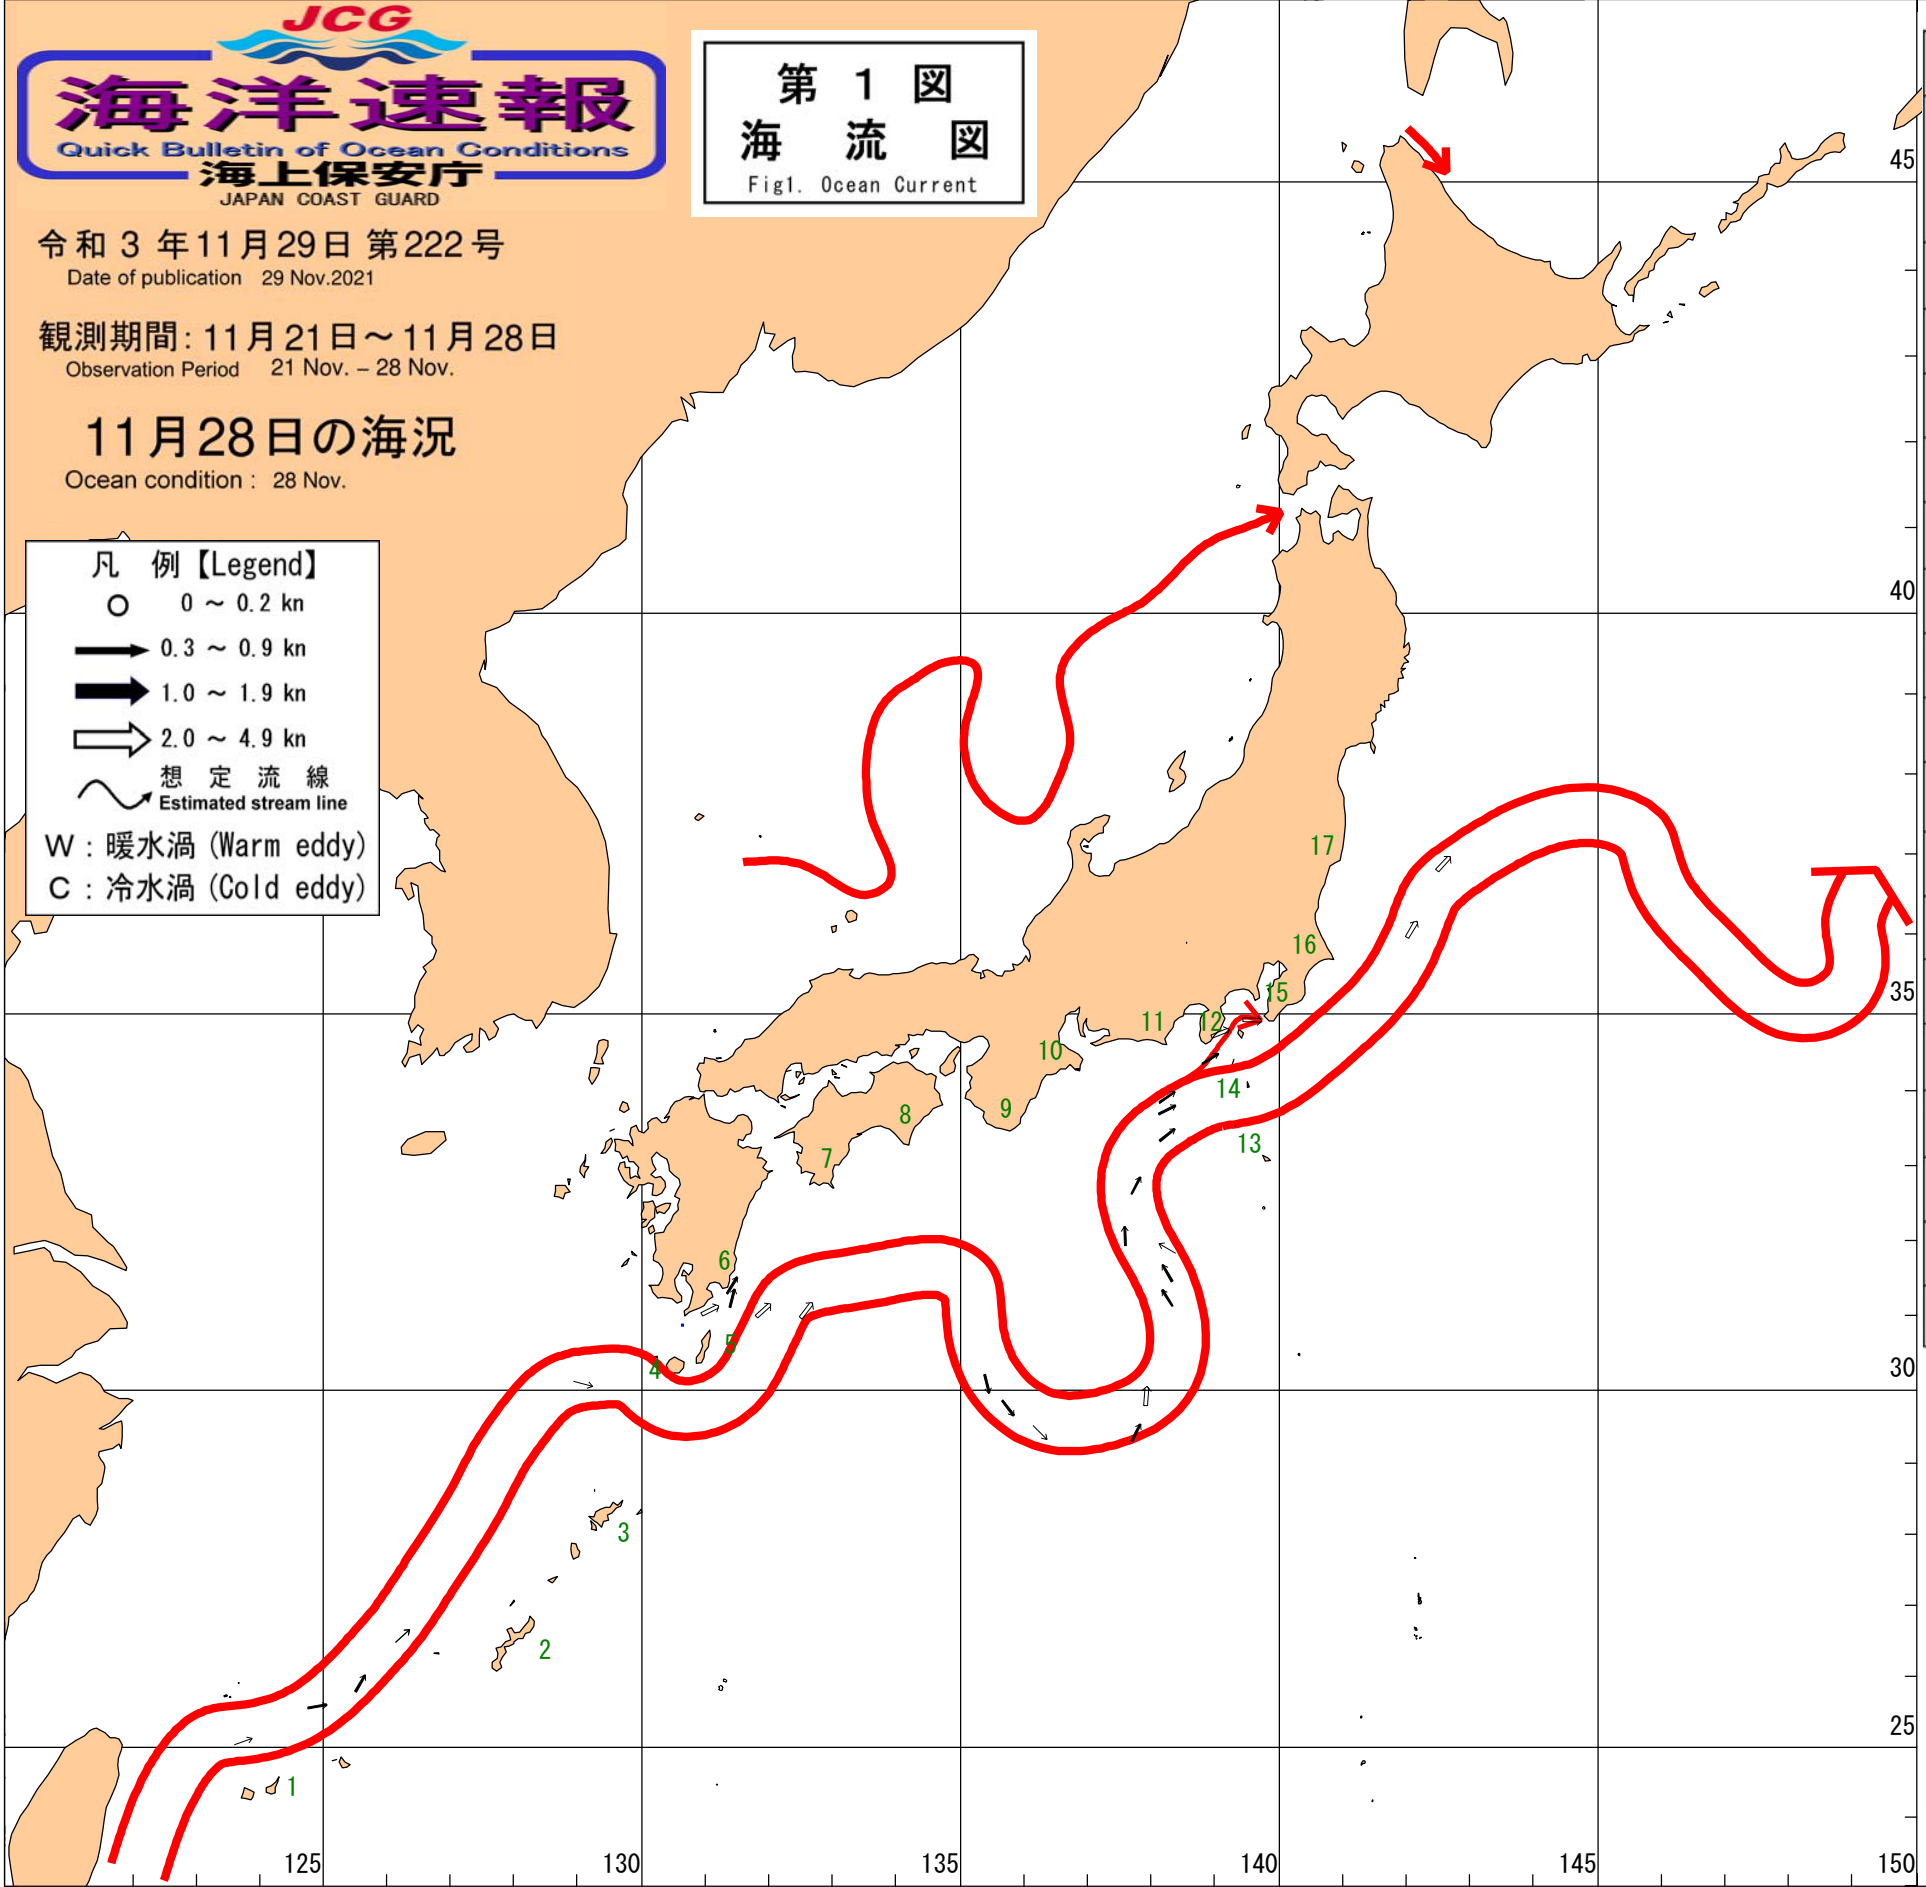 JCG
海洋速報
Quick Bulletin of Ocean Conditions
海上保安庁
JAPAN COAST GUARD
令和 3 年11月29日 第222号
Date of publication 29 Nov.2021
観測期間: 11月21日～11月28日
Observation Period 21 Nov. – 28 Nov.
11月28日の海況
Ocean condition : 28 Nov.
第 1 図
海 流 図
Fig1. Ocean Current
凡 例【Legend】
0 ～ 0.2 kn
0.3 ～ 0.9 kn
1.0 ～ 1.9 kn
2.0 ～ 4.9 kn
想 定 流 線
Estimated stream line
W : 暖水渦 (Warm eddy)
C : 冷水渦 (Cold eddy)
45
40
17
16
35
15
12
11
10
14
9
8
13
7
6
5
4
30
3
2
25
1
125
130
135
140
145
150